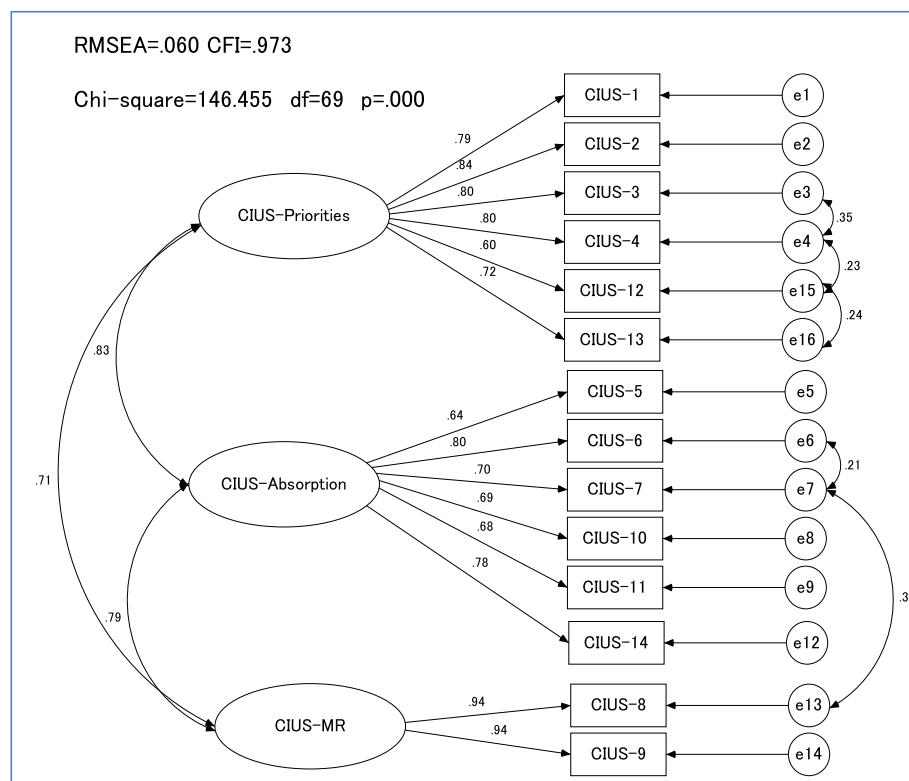 RMSEA=.060 CFI=.973
Chi-square=146.455 df=69 p=.000
CIUS-1
e1
.79
CIUS-2
e2
.84
CIUS-Priorities
.80
CIUS-3
e3
.35
.80
CIUS-4
e4
.60
.23
CIUS-12
e15
.72
.24
CIUS-13
e16
.83
CIUS-5
e5
.64
CIUS-6
e6
.80
.21
.71
CIUS-Absorption
.70
CIUS-7
e7
.69
CIUS-10
e8
.68
CIUS-11
e9
.3
.78
.79
CIUS-14
e12
CIUS-MR
.94
CIUS-8
e13
.94
CIUS-9
e14